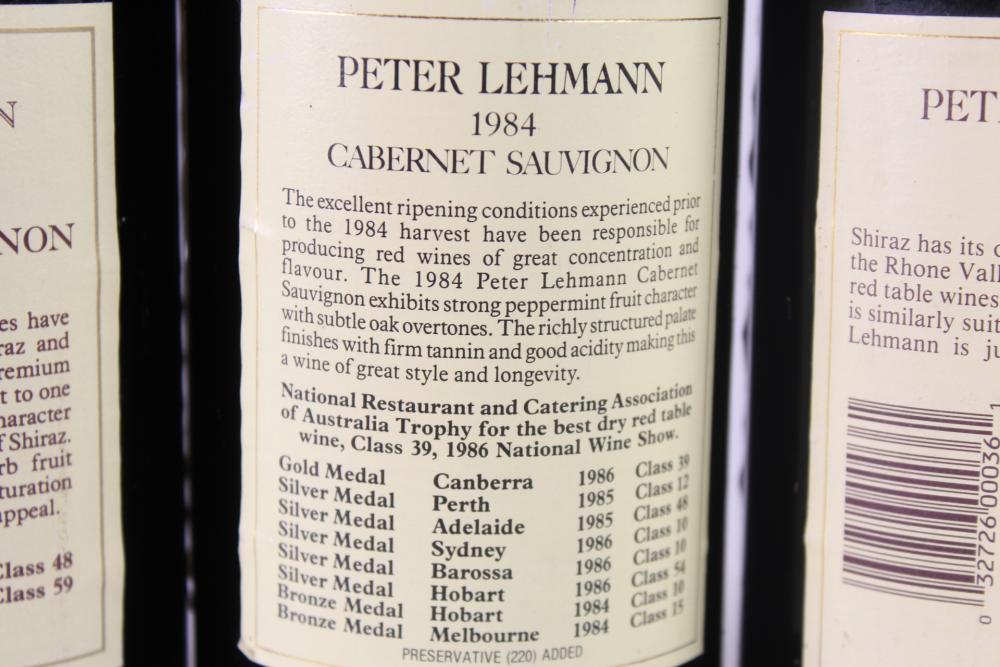 N
NON
es have
raz and
remium
t to one
haracter
f Shiraz.
rb fruit
turation
appeal.
Class 48
Class 59
PETER LEHMANN
1984
CABERNET SAUVIGNON
The excellent ripening conditions experienced prior
to the 1984 harvest have been responsible for
producing red wines of great concentration and
flavour. The 1984 Peter Lehmann Cabernet
Sauvignon exhibits strong peppermint fruit character
with subtle oak overtones. The richly structured palate
finishes with firm tannin and good acidity making this
a wine of great style and longevity.
National Restaurant and Catering Association
of Australia Trophy for the best dry red table
wine, Class 39, 1986 National Wine Show.
Gold Medal Canberra 1986 Class 39
Silver Medal Perth 1985 Class 12
Silver Medal Adelaide 1985 Class 48
Silver Medal Sydney 1986 Class 10
Silver Medal Barossa 1986 Class 10
Silver Medal Hobart 1986 Class 54
Bronze Medal Hobart 1984 Class 10
Bronze Medal Melbourne 1984 Class 15
PRESERVATIVE (220) ADDED
PET
Shiraz has its
the Rhone Vall
red table wines
is similarly suit
Lehmann is ju
0 32726 00036 1